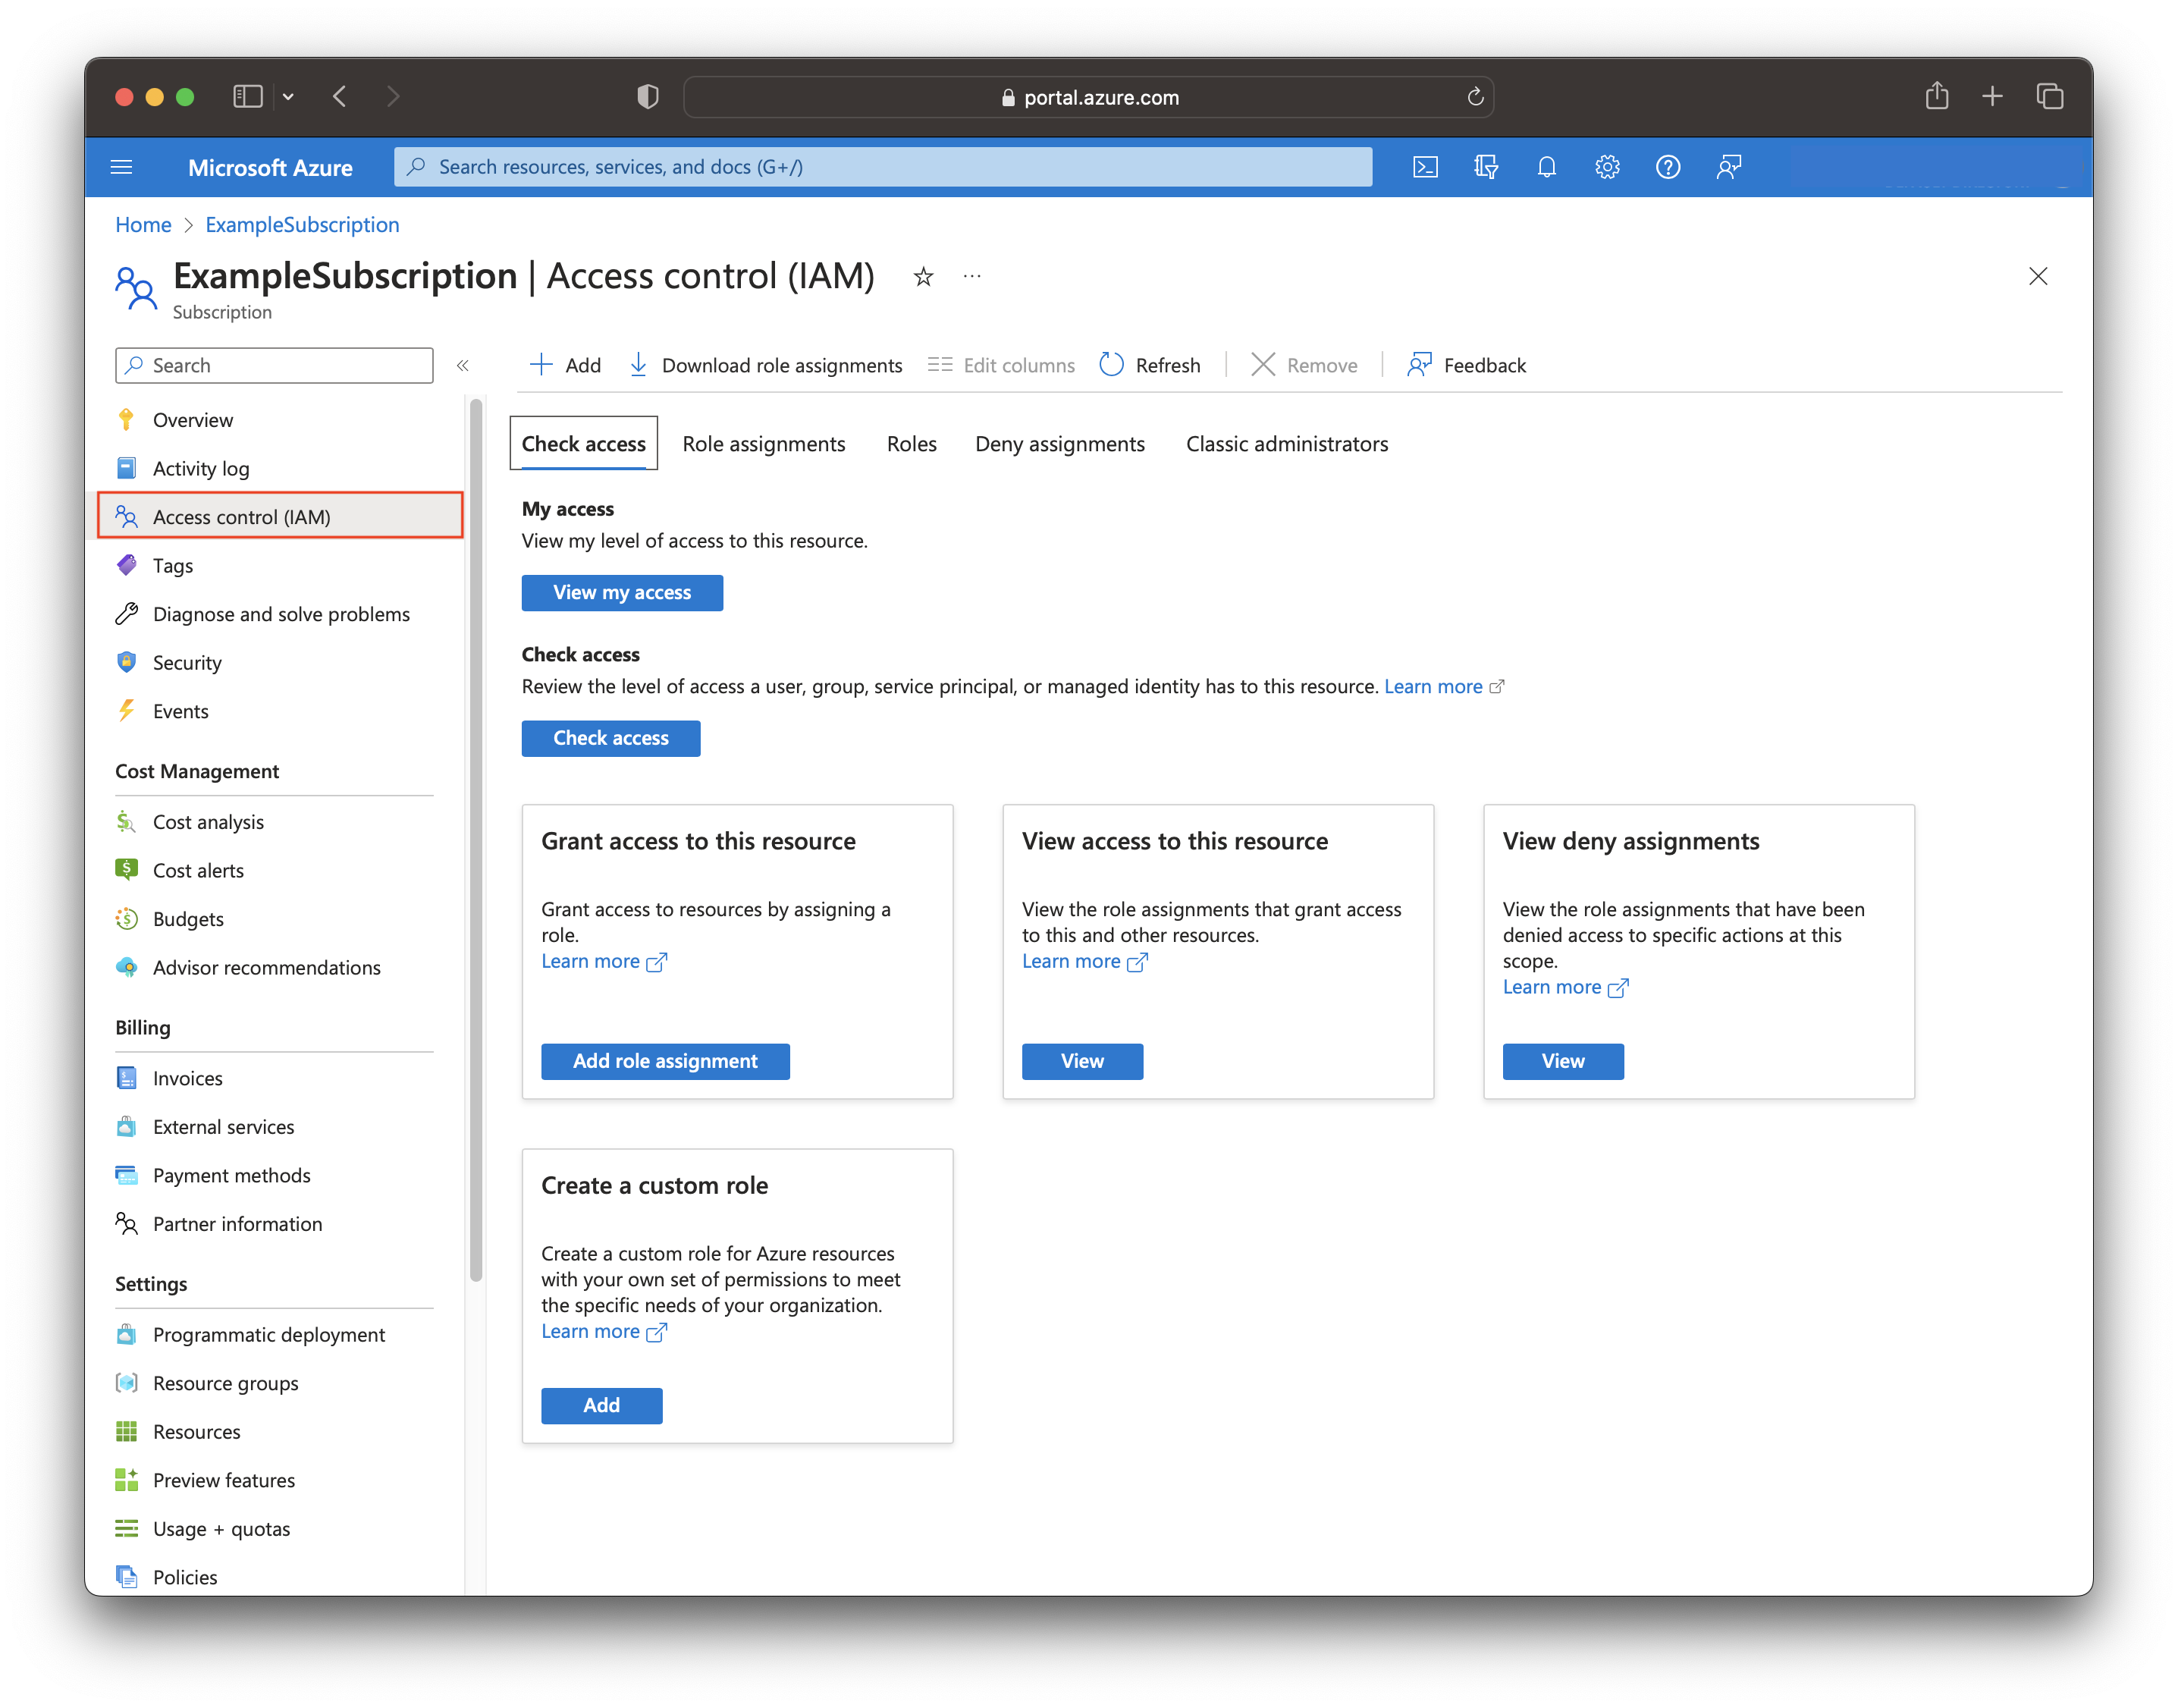 portal.azure.com
Microsoft Azure
Search resources, services, and docs (G+/)
Home > ExampleSubscription
ExampleSubscription | Access control (IAM) ...
Subscription
Search
«
Add
Download role assignments
Edit columns
Refresh
Remove
Feedback
Overview
Activity log
Access control (IAM)
Tags
Diagnose and solve problems
Security
Events
Cost Management
Cost analysis
Cost alerts
Budgets
Advisor recommendations
Billing
Invoices
External services
Payment methods
Partner information
Settings
Programmatic deployment
Resource groups
Resources
Preview features
Usage + quotas
Policies
Check access
Role assignments
Roles
Deny assignments
Classic administrators
My access
View my level of access to this resource.
View my access
Check access
Review the level of access a user, group, service principal, or managed identity has to this resource. Learn more
Check access
Grant access to this resource
Grant access to resources by assigning a
role.
Learn more
Add role assignment
View access to this resource
View the role assignments that grant access
to this and other resources.
Learn more
View
View deny assignments
View the role assignments that have been
denied access to specific actions at this
scope.
Learn more
View
Create a custom role
Create a custom role for Azure resources
with your own set of permissions to meet
the specific needs of your organization.
Learn more
Add